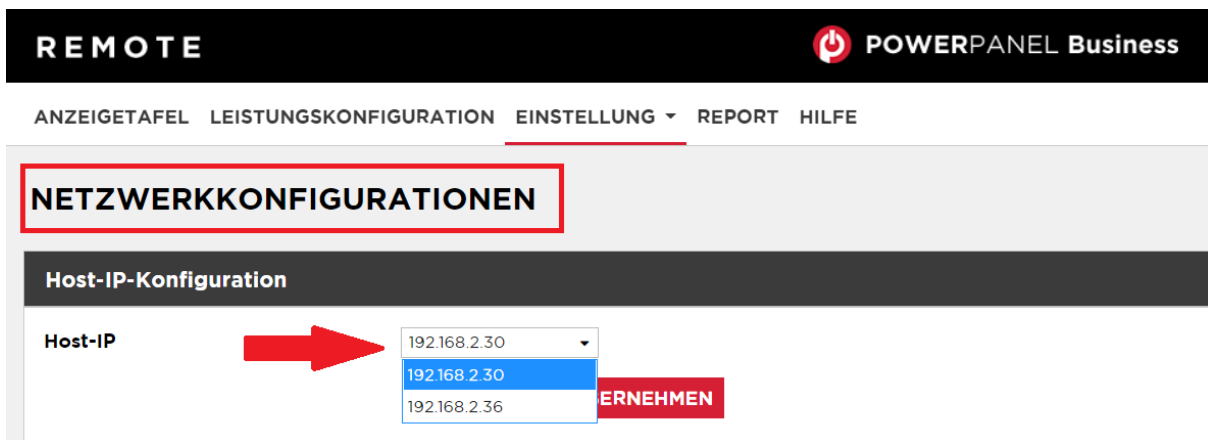 REMOTE
POWERPANEL Business
ANZEIGETAFEL LEISTUNGSKONFIGURATION EINSTELLUNG REPORT HILFE
NETZWERKKONFIGURATIONEN
Host-IP-Konfiguration
Host-IP
192.168.2.30
192.168.2.30
192.168.2.36
ERNEHMEN